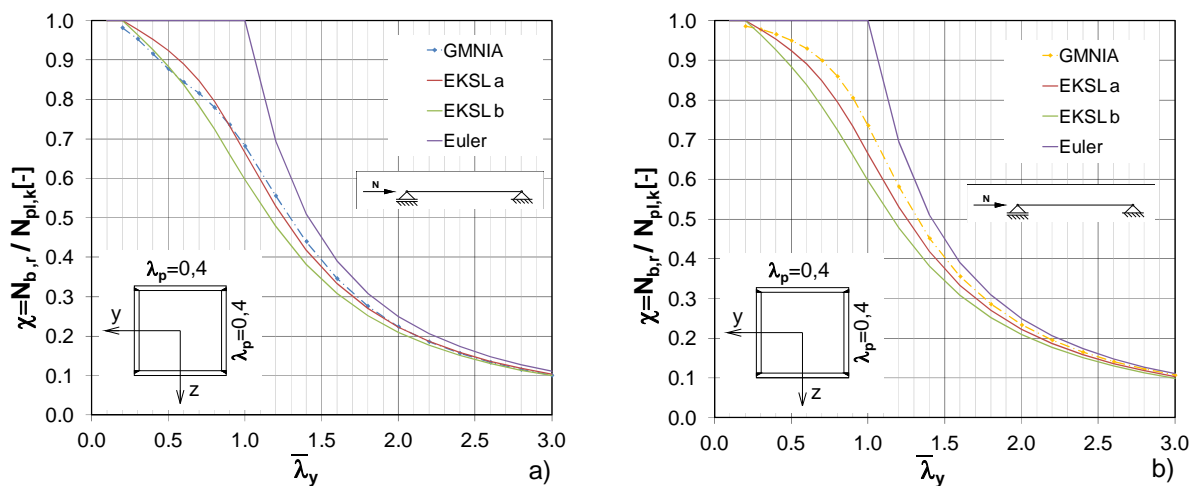 1.0
0.9
0.8
0.7
0.6
0.5
0.4
0.3
0.2
0.1
0.0
χ=N_b,r / N_pl,k[-]
GMNIA
EKSL a
EKSL b
Euler
N
λ_p=0,4
λ_p=0,4
y
z
0.0 0.5 1.0 1.5 2.0 2.5 3.0
λ̅_y
a)
1.0
0.9
0.8
0.7
0.6
0.5
0.4
0.3
0.2
0.1
0.0
χ=N_b,r / N_pl,k[-]
GMNIA
EKSL a
EKSL b
Euler
N
λ_p=0,4
λ_p=0,4
y
z
0.0 0.5 1.0 1.5 2.0 2.5 3.0
λ̅_y
b)